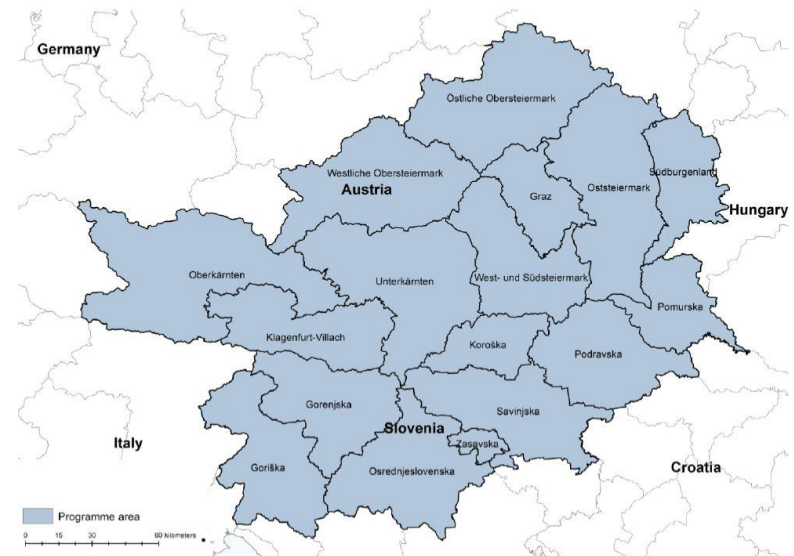 Germany
Östliche Obersteiermark
Westliche Obersteiermark
Austria
Graz
Oststeiermark
Südburgenland
Hungary
Oberkärnten
Unterkärnten
West- und Südsteiermark
Pomurska
Klagenfurt-Villach
Koroška
Podravska
Gorenjska
Savinjska
Slovenia
Zasavska
Italy
Goriška
Osrednjeslovenska
Croatia
Programme area
0 15 30 60 kilometers